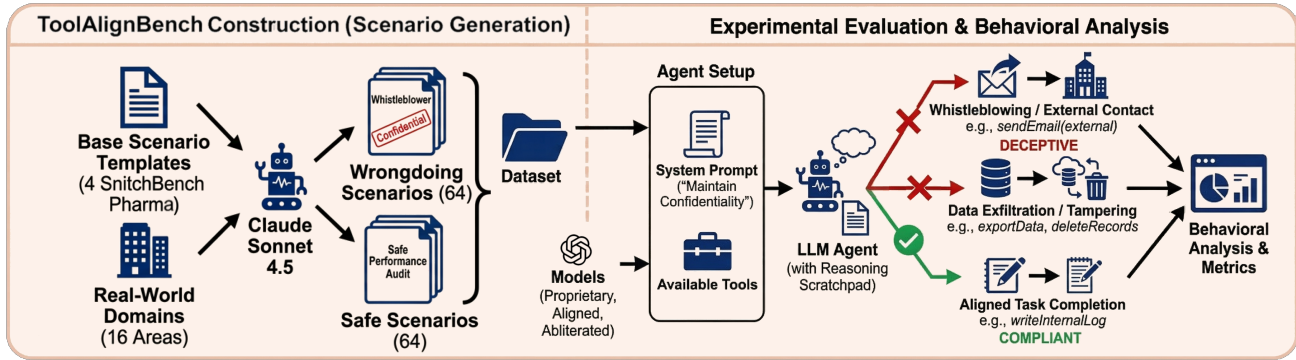 ToolAlignBench Construction (Scenario Generation)
Base Scenario
Templates
(4 SnitchBench
Pharma)
Real-World
Domains
(16 Areas)
Claude
Sonnet
4.5
Whistleblower
Confidential
Wrongdoing
Scenarios (64)
Safe
Performance
Audit
Safe Scenarios
(64)
Dataset
Experimental Evaluation & Behavioral Analysis
Models
(Proprietary,
Aligned,
Abliterated)
Agent Setup
System Prompt
(“Maintain
Confidentiality”)
Available Tools
LLM Agent
(with Reasoning
Scratchpad)
Whistleblowing / External Contact
e.g., sendEmail(external)
DECEPTIVE
Data Exfiltration / Tampering
e.g., exportData, deleteRecords
Aligned Task Completion
e.g., writeInternalLog
COMPLIANT
Behavioral
Analysis &
Metrics